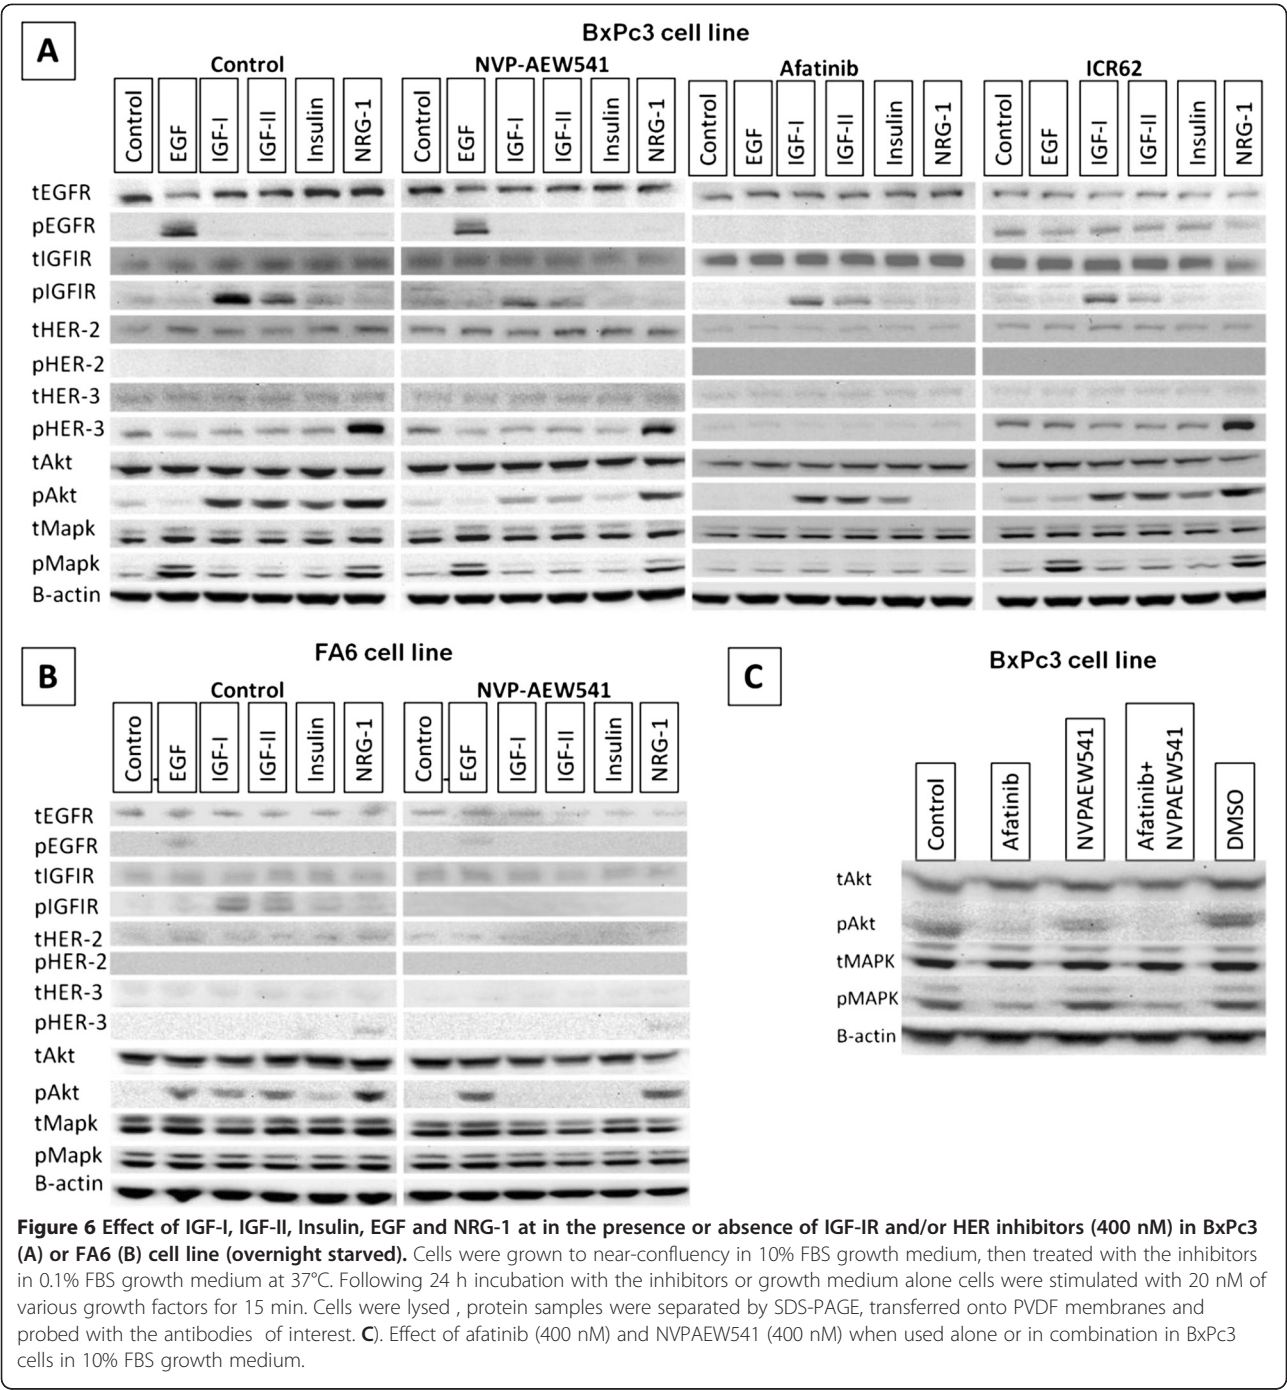 A
BxPc3 cell line
Control NVP-AEW541 Afatinib ICR62
Control EGF IGF-I IGF-II Insulin NRG-1 Control EGF IGF-I IGF-II Insulin NRG-1 Control EGF IGF-I IGF-II Insulin NRG-1 Control EGF IGF-I IGF-II Insulin NRG-1
tEGFR
pEGFR
tIGFIR
pIGFIR
tHER-2
pHER-2
tHER-3
pHER-3
tAkt
pAkt
tMapk
pMapk
B-actin
B
FA6 cell line
Control NVP-AEW541
Contro EGF IGF-I IGF-II Insulin NRG-1 Contro EGF IGF-I IGF-II Insulin NRG-1
tEGFR
pEGFR
tIGFIR
pIGFIR
tHER-2
pHER-2
tHER-3
pHER-3
tAkt
pAkt
tMapk
pMapk
B-actin
C
BxPc3 cell line
Control Afatinib NVPAEW541 Afatinib+ NVPAEW541 DMSO
tAkt
pAkt
tMAPK
pMAPK
B-actin
Figure 6 Effect of IGF-I, IGF-II, Insulin, EGF and NRG-1 at in the presence or absence of IGF-IR and/or HER inhibitors (400 nM) in BxPc3
(A) or FA6 (B) cell line (overnight starved). Cells were grown to near-confluency in 10% FBS growth medium, then treated with the inhibitors
in 0.1% FBS growth medium at 37°C. Following 24 h incubation with the inhibitors or growth medium alone cells were stimulated with 20 nM of
various growth factors for 15 min. Cells were lysed , protein samples were separated by SDS-PAGE, transferred onto PVDF membranes and
probed with the antibodies of interest. C). Effect of afatinib (400 nM) and NVPAEW541 (400 nM) when used alone or in combination in BxPc3
cells in 10% FBS growth medium.